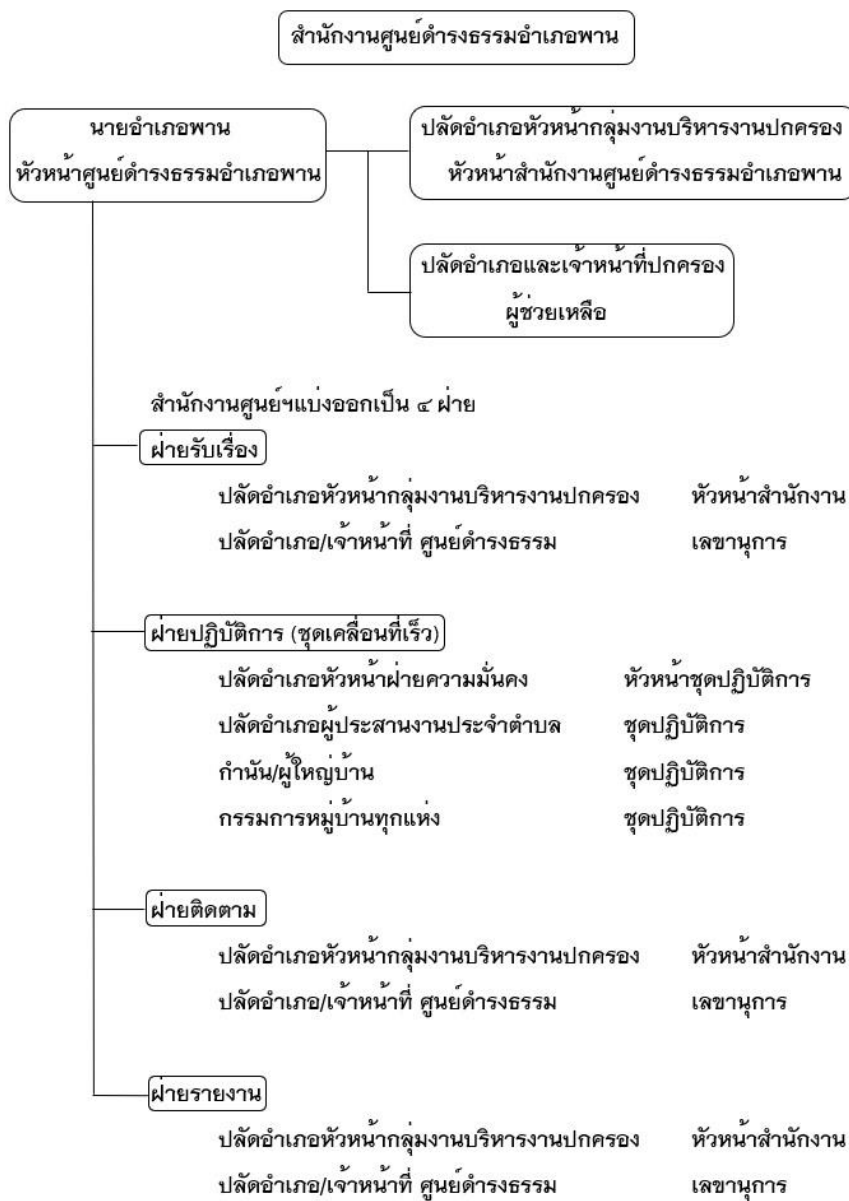 สำนักงานศูนย์ดำรงธรรมอำเภอพาน
นายอำเภอพาน
หัวหน้าศูนย์ดำรงธรรมอำเภอพาน
ปลัดอำเภอหัวหน้ากลุ่มงานบริหารงานปกครอง
หัวหน้าสำนักงานศูนย์ดำรงธรรมอำเภอพาน
ปลัดอำเภอและเจ้าหน้าที่ปกครอง
ผู้ช่วยเหลือ
สำนักงานศูนย์ฯแบ่งออกเป็น ๔ ฝ่าย
ฝ่ายรับเรื่อง
ปลัดอำเภอหัวหน้ากลุ่มงานบริหารงานปกครอง หัวหน้าสำนักงาน
ปลัดอำเภอ/เจ้าหน้าที่ ศูนย์ดำรงธรรม เลขานุการ
ฝ่ายปฏิบัติการ (ชุดเคลื่อนที่เร็ว)
ปลัดอำเภอหัวหน้าฝ่ายความมั่นคง หัวหน้าชุดปฏิบัติการ
ปลัดอำเภอผู้ประสานงานประจำตำบล ชุดปฏิบัติการ
กำนัน/ผู้ใหญ่บ้าน ชุดปฏิบัติการ
กรรมการหมู่บ้านทุกแห่ง ชุดปฏิบัติการ
ฝ่ายติดตาม
ปลัดอำเภอหัวหน้ากลุ่มงานบริหารงานปกครอง หัวหน้าสำนักงาน
ปลัดอำเภอ/เจ้าหน้าที่ ศูนย์ดำรงธรรม เลขานุการ
ฝ่ายรายงาน
ปลัดอำเภอหัวหน้ากลุ่มงานบริหารงานปกครอง หัวหน้าสำนักงาน
ปลัดอำเภอ/เจ้าหน้าที่ ศูนย์ดำรงธรรม เลขานุการ